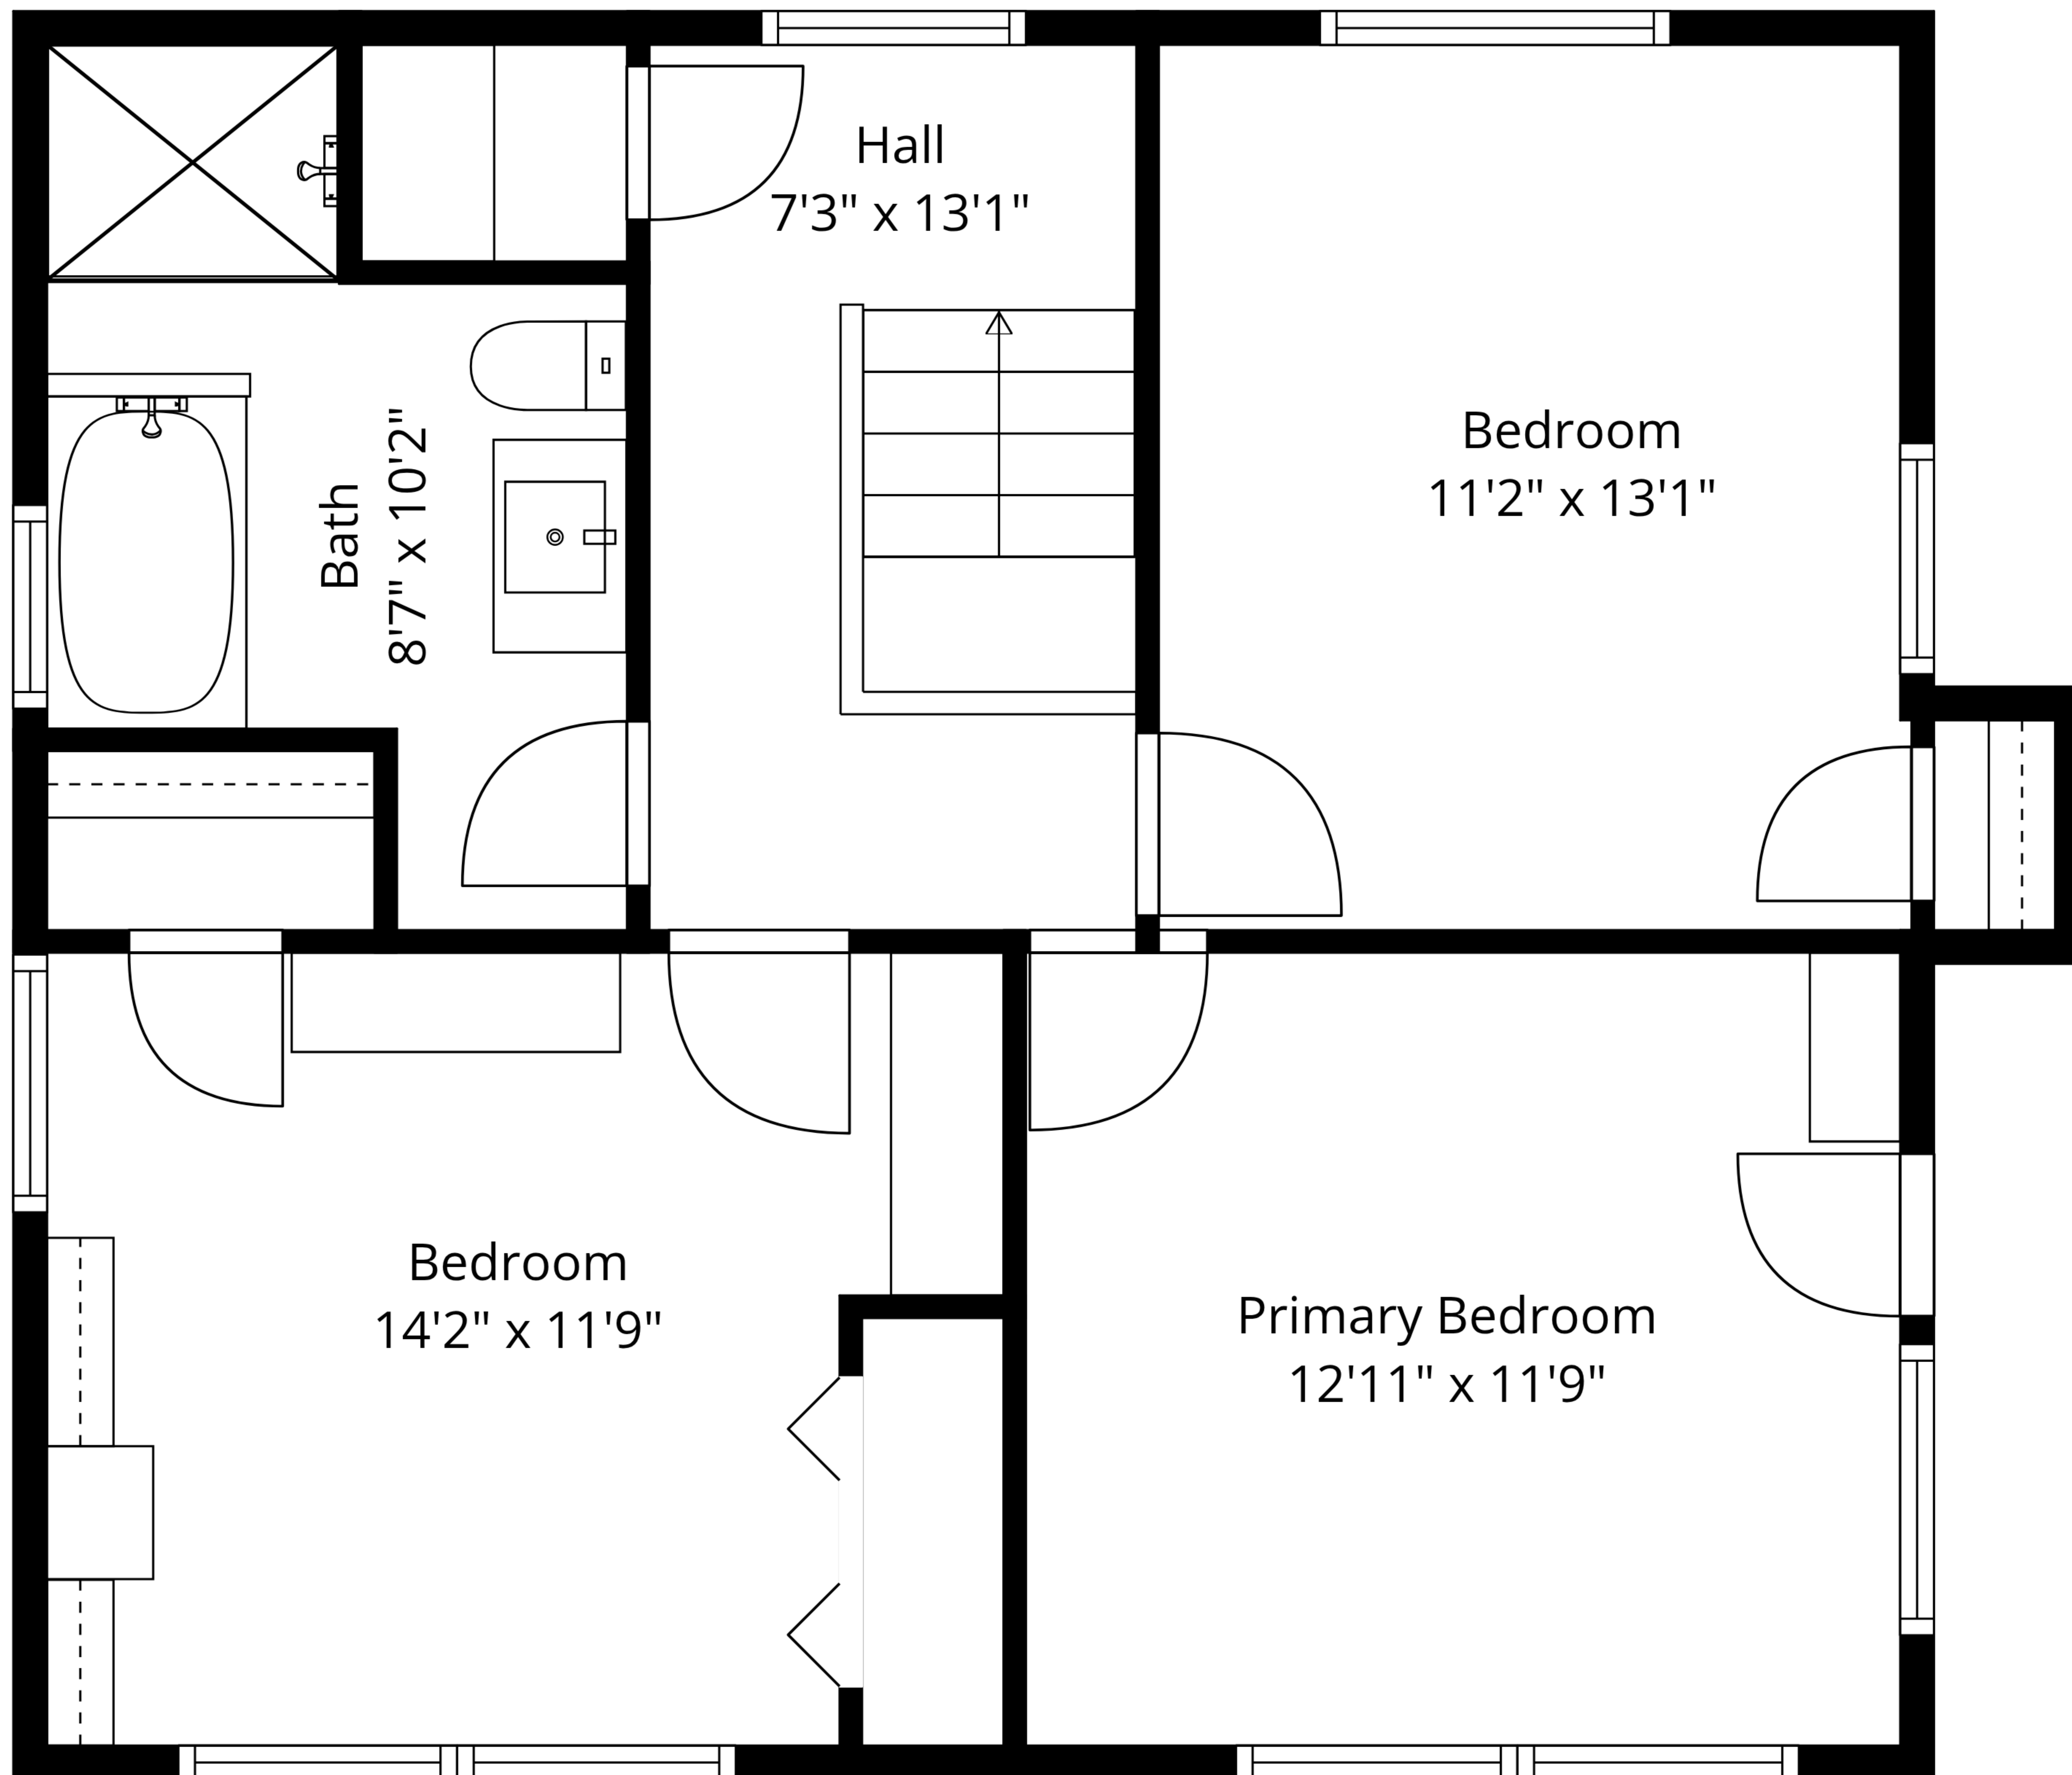 Hall
7'3" x 13'1"
Bedroom
11'2" x 13'1"
Bath
8'7" x 10'2"
Bedroom
14'2" x 11'9"
Primary Bedroom
12'11" x 11'9"